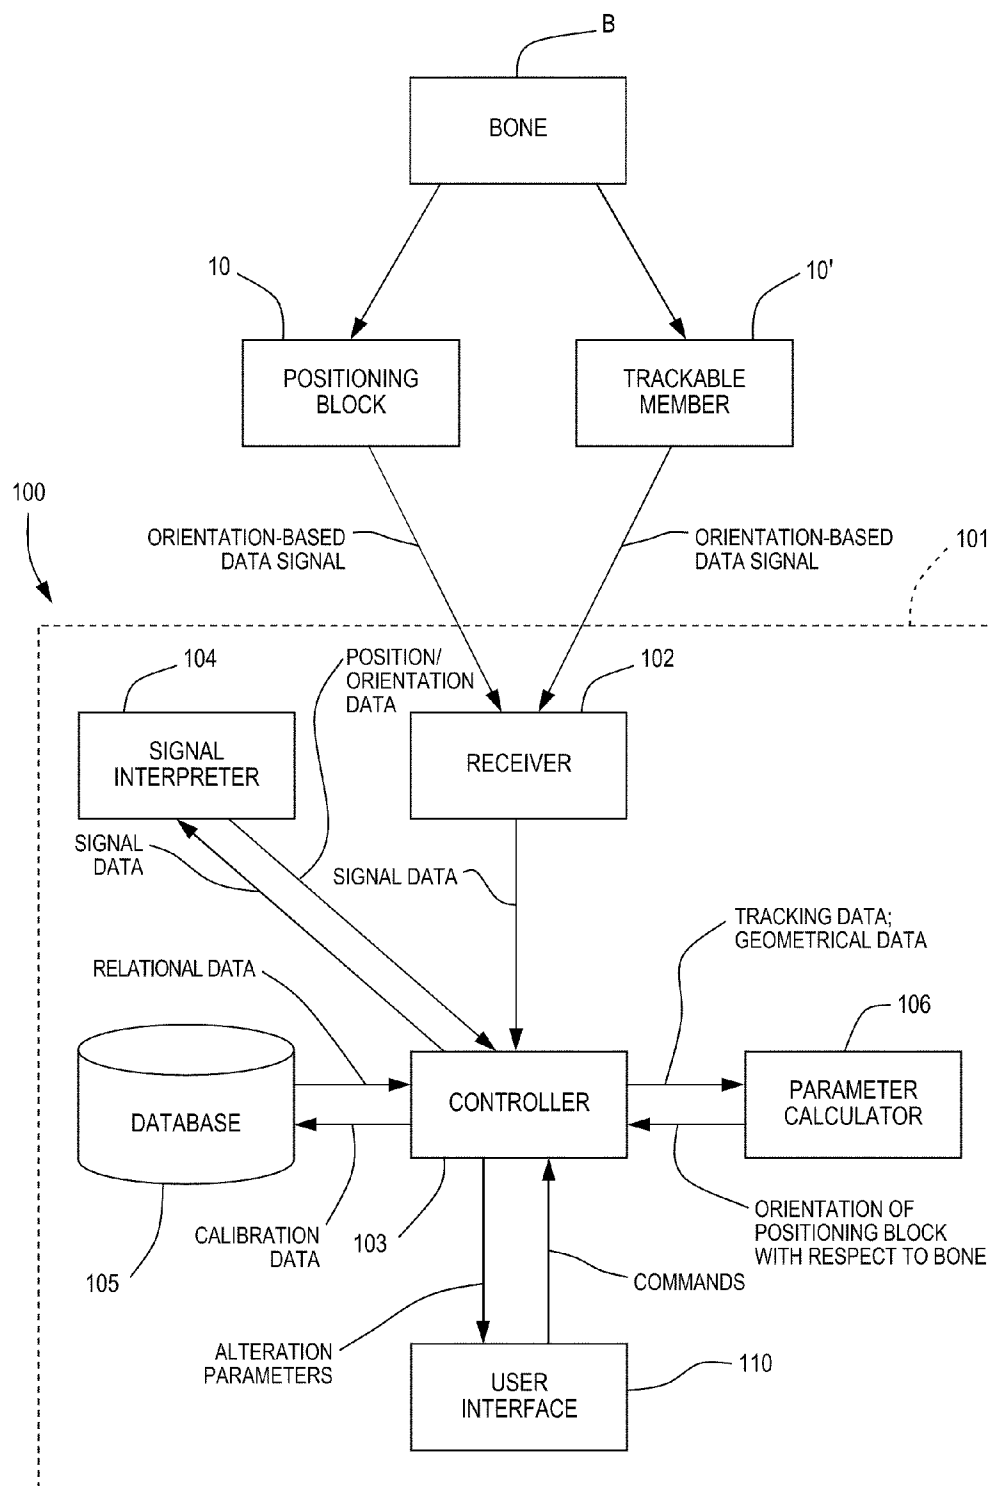 B
BONE
10
10'
POSITIONING
BLOCK
TRACKABLE
MEMBER
100
ORIENTATION-BASED
DATA SIGNAL
ORIENTATION-BASED
DATA SIGNAL
101
104
POSITION/
ORIENTATION
DATA
102
SIGNAL
INTERPRETER
RECEIVER
SIGNAL
DATA
SIGNAL DATA
TRACKING DATA;
GEOMETRICAL DATA
RELATIONAL DATA
106
DATABASE
CONTROLLER
PARAMETER
CALCULATOR
CALIBRATION
DATA
103
105
ORIENTATION OF
POSITIONING BLOCK
WITH RESPECT TO BONE
COMMANDS
ALTERATION
PARAMETERS
110
USER
INTERFACE